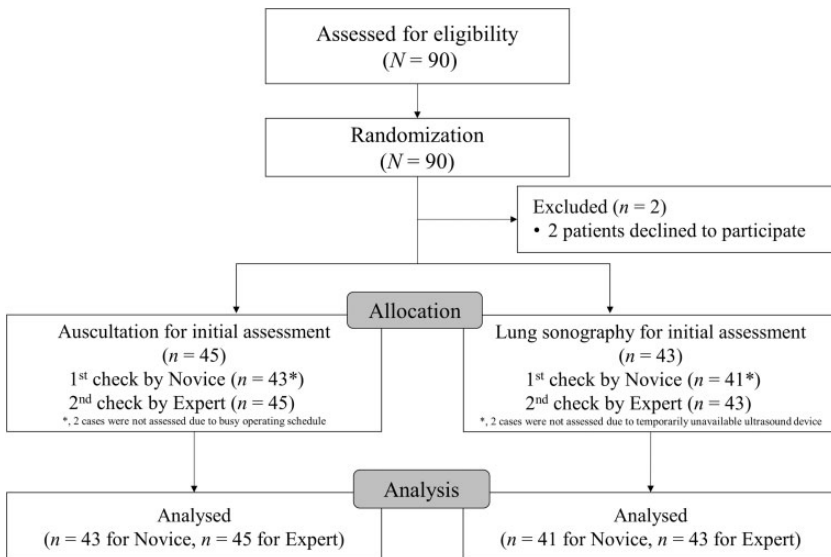 Assessed for eligibility
(N = 90)
Randomization
(N = 90)
Excluded (n = 2)
• 2 patients declined to participate
Allocation
Auscultation for initial assessment
(n = 45)
1st check by Novice (n = 43*)
2nd check by Expert (n = 45)
*, 2 cases were not assessed due to busy operating schedule
Lung sonography for initial assessment
(n = 43)
1st check by Novice (n = 41*)
2nd check by Expert (n = 43)
*, 2 cases were not assessed due to temporarily unavailable ultrasound device
Analysis
Analysed
(n = 43 for Novice, n = 45 for Expert)
Analysed
(n = 41 for Novice, n = 43 for Expert)